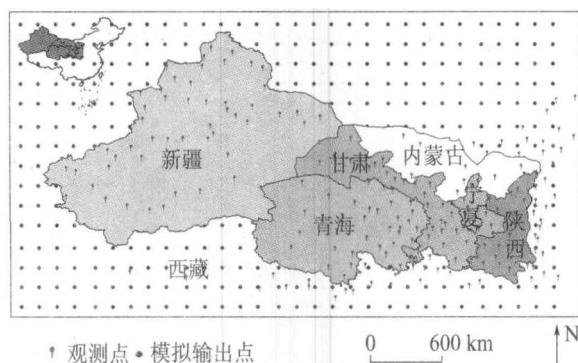 新疆
甘肃
内蒙古
青海
宁夏
陕西
西藏
观测点 模拟输出点
0 600 km
N